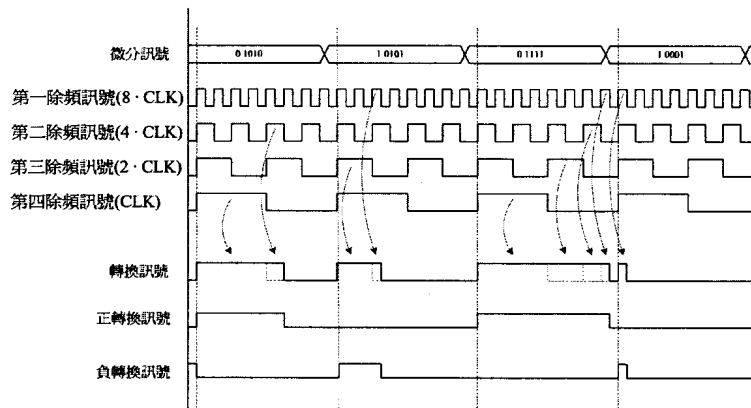 微分訊號
0.1010 1.0101 0.1111 1.0001
第一除頻訊號(8·CLK)
第二除頻訊號(4·CLK)
第三除頻訊號(2·CLK)
第四除頻訊號(CLK)
轉換訊號
正轉換訊號
負轉換訊號